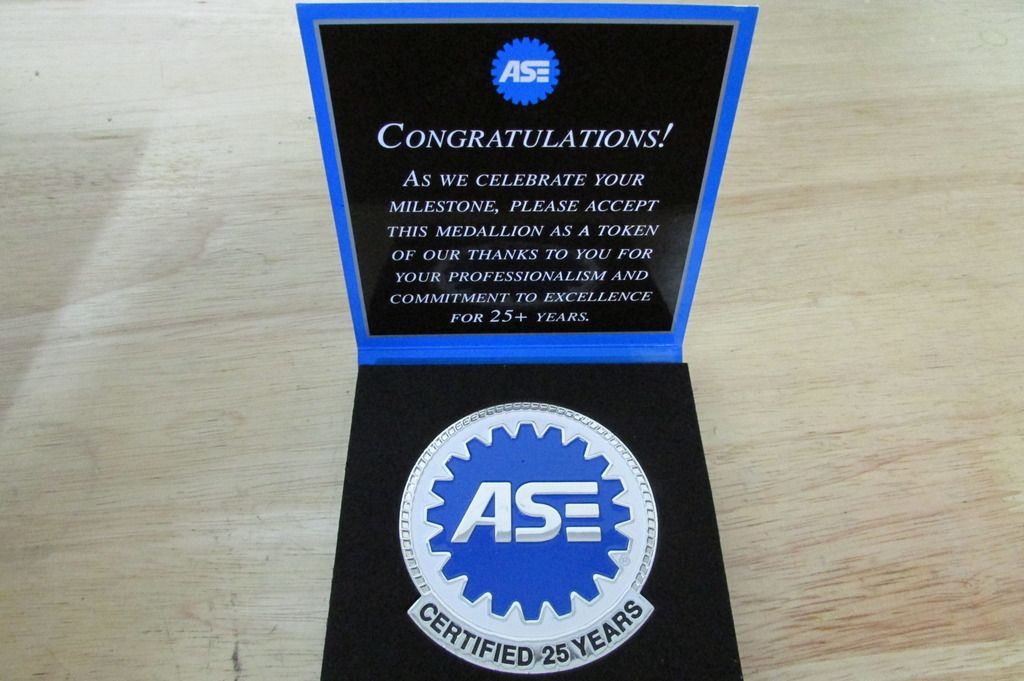 ASE
CONGRATULATIONS!
AS WE CELEBRATE YOUR
MILESTONE, PLEASE ACCEPT
THIS MEDALLION AS A TOKEN
OF OUR THANKS TO YOU FOR
YOUR PROFESSIONALISM AND
COMMITMENT TO EXCELLENCE
FOR 25+ YEARS.
ASE
®
CERTIFIED 25 YEARS